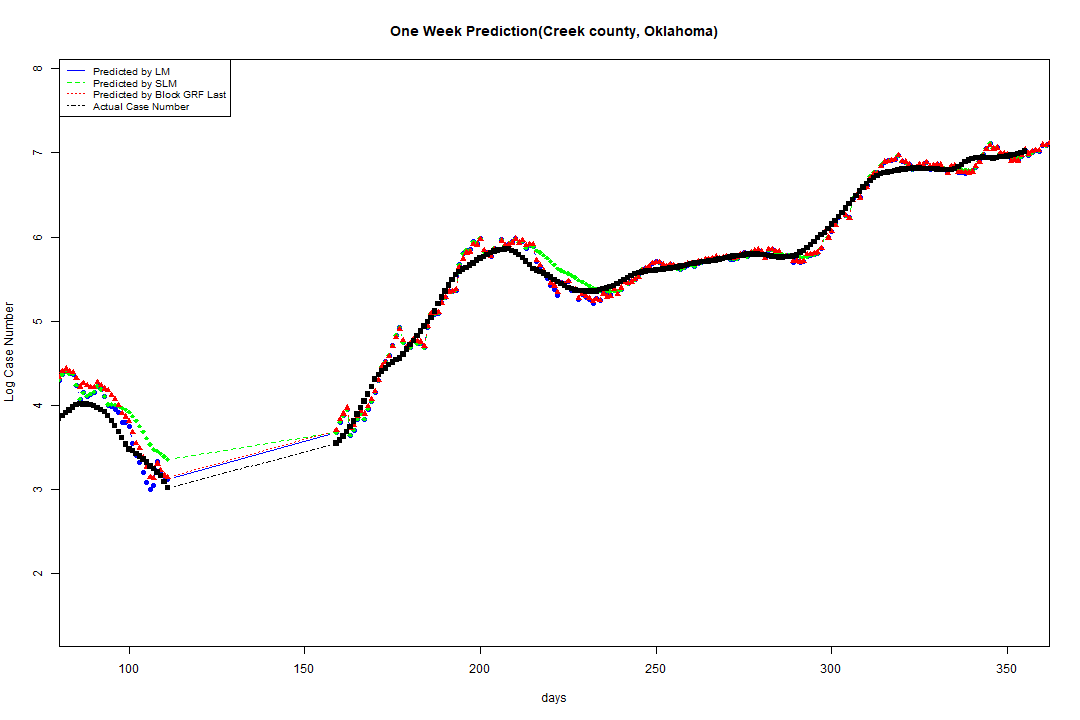 One Week Prediction(Creek county, Oklahoma)
Predicted by LM
Predicted by SLM
Predicted by Block GRF Last
Actual Case Number
8
7
6
5
4
3
2
Log Case Number
100
150
200
250
300
350
days